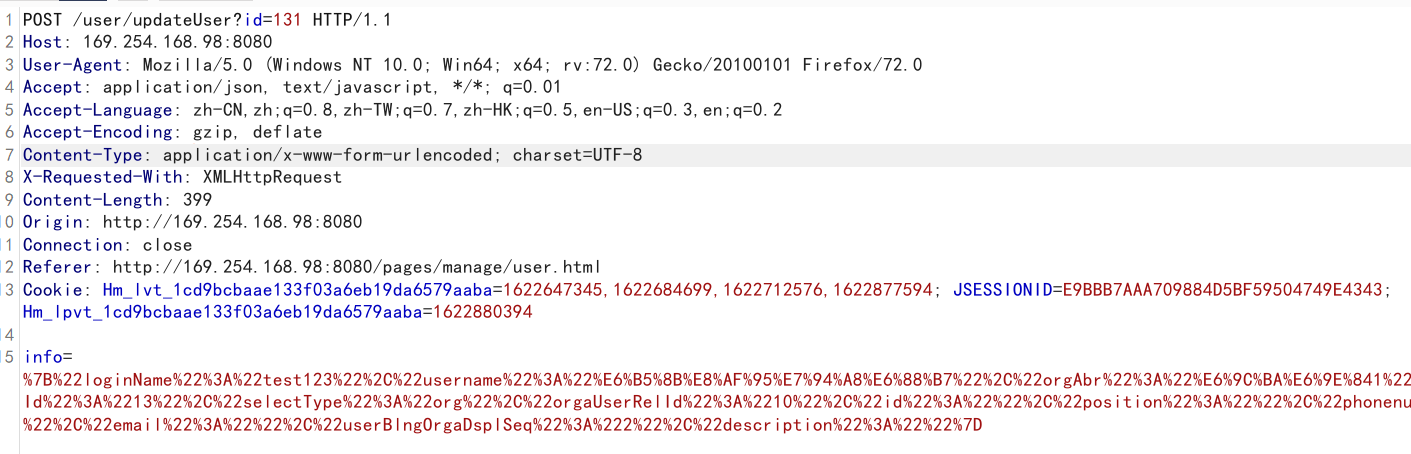 1 POST /user/updateUser?id=131 HTTP/1.1
2 Host: 169.254.168.98:8080
3 User-Agent: Mozilla/5.0 (Windows NT 10.0; Win64; x64; rv:72.0) Gecko/20100101 Firefox/72.0
4 Accept: application/json, text/javascript, */*; q=0.01
5 Accept-Language: zh-CN,zh;q=0.8,zh-TW;q=0.7,zh-HK;q=0.5,en-US;q=0.3,en;q=0.2
6 Accept-Encoding: gzip, deflate
7 Content-Type: application/x-www-form-urlencoded; charset=UTF-8
8 X-Requested-With: XMLHttpRequest
9 Content-Length: 399
10 Origin: http://169.254.168.98:8080
11 Connection: close
12 Referer: http://169.254.168.98:8080/pages/manage/user.html
13 Cookie: Hm_lvt_1cd9bcbaae133f03a6eb19da6579aaba=1622647345,1622684699,1622712576,1622877594; JSESSIONID=E9BBB7AAA709884D5BF59504749E4343;
Hm_lpvt_1cd9bcbaae133f03a6eb19da6579aaba=1622880394
14
15 info=
%7B%22loginName%22%3A%22test123%22%2C%22username%22%3A%22%E6%B5%8B%E8%AF%95%E7%94%A8%E6%88%B7%22%2C%22orgAbr%22%3A%22%E6%9C%BA%E6%9E%841%22
Id%22%3A%2213%22%2C%22selectType%22%3A%22org%22%2C%22orgaUserRelId%22%3A%2210%22%2C%22id%22%3A%22%22%2C%22position%22%3A%22%22%2C%22phonenu
%22%2C%22email%22%3A%22%22%2C%22userBlngOrgaDsplSeq%22%3A%222%22%2C%22description%22%3A%22%22%7D